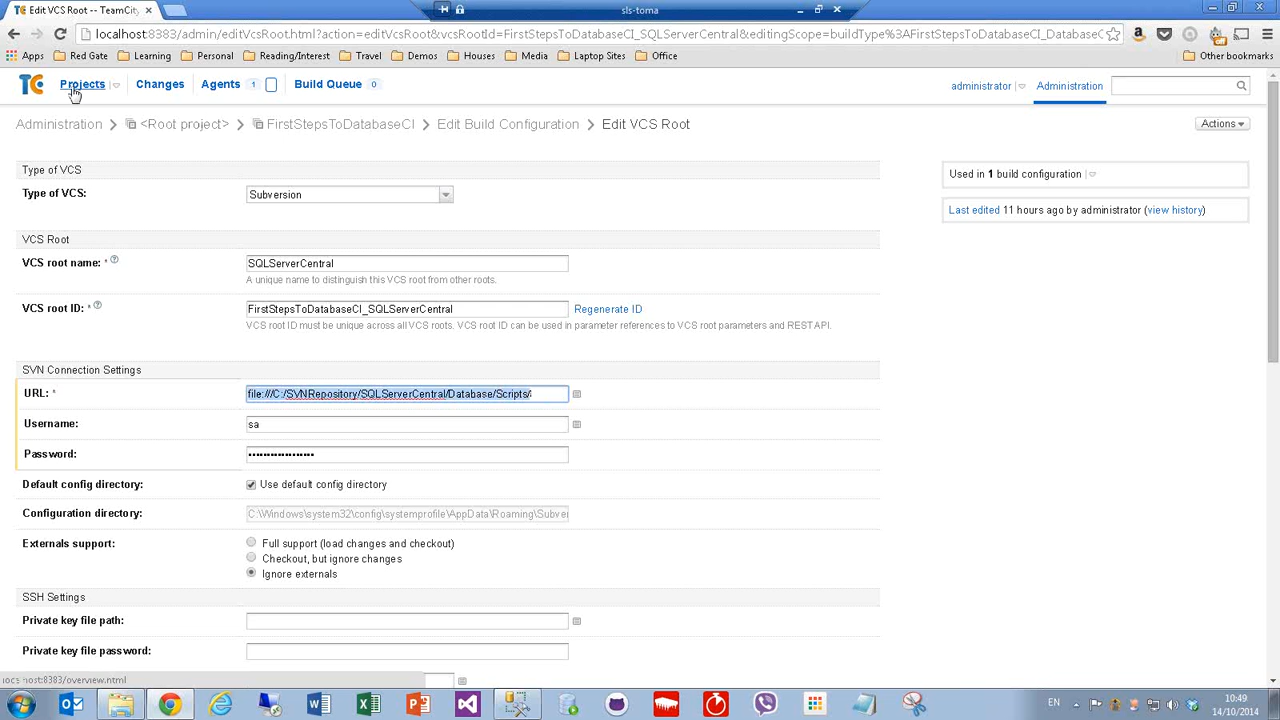 Edit VCS Root -- TeamCity
sls-toma
localhost:8383/admin/editVcsRoot.html?action=editVcsRoot&vcsRootId=FirstStepsToDatabaseCI_SQLServerCentral&editingScope=buildType%3AFirstStepsToDatabaseCI_DatabaseC
Apps Red Gate Learning Personal Reading/Interest Travel Demos Houses Media Laptop Sites Office Other bookmarks
TC Projects Changes Agents 1 Build Queue 0 administrator Administration
Administration <Root project> FirstStepsToDatabaseCI Edit Build Configuration Edit VCS Root Actions
Type of VCS
Type of VCS: Subversion
Used in 1 build configuration
Last edited 11 hours ago by administrator (view history)
VCS Root
VCS root name: * SQLServerCentral
A unique name to distinguish this VCS root from other roots.
VCS root ID: * FirstStepsToDatabaseCI_SQLServerCentral Regenerate ID
VCS root ID must be unique across all VCS roots. VCS root ID can be used in parameter references to VCS root parameters and REST API.
SVN Connection Settings
URL: * file:///C:/SVNRepository/SQLServerCentral/Database/Scripts/
Username: sa
Password: ••••••••••••••••••
Default config directory: Use default config directory
Configuration directory: C:\Windows\system32\config\systemprofile\AppData\Roaming\Subver
Externals support: Full support (load changes and checkout)
Checkout, but ignore changes
Ignore externals
SSH Settings
Private key file path:
Private key file password:
localhost:8383/overview.html
EN 10:49
14/10/2014